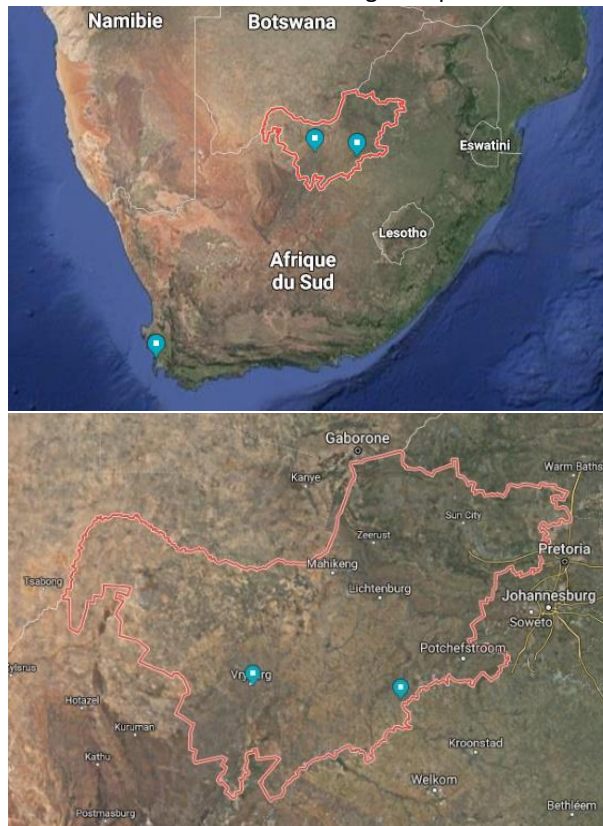 Namibie
Botswana
Eswatini
Lesotho
Afrique
du Sud
Gaborone
Kanye
Warm Baths
Sun City
Zeerust
Pretoria
Mahikeng
Tsabong
Lichtenburg
Johannesburg
Soweto
Potchefstroom
Hotazel
Kuruman
Kathu
Kroonstad
Welkom
Postmasburg
Bethléem